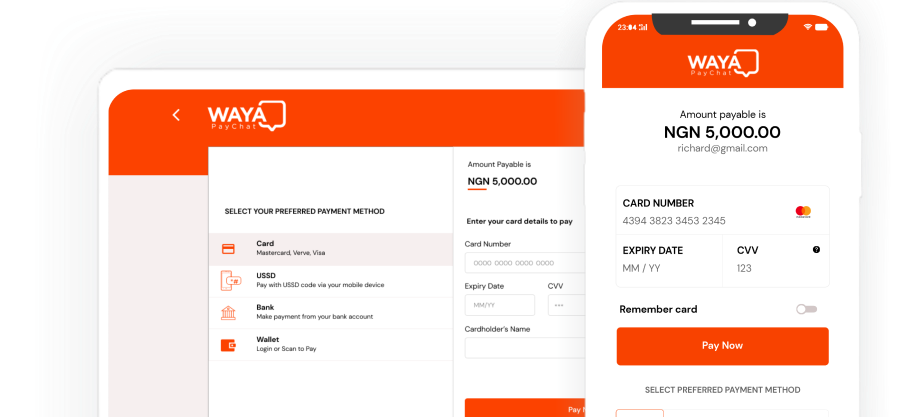 WAYA
PayChat
SELECT YOUR PREFERRED PAYMENT METHOD
Card
Mastercard, Verve, Visa
USSD
Pay with USSD code via your mobile device
Bank
Make payment from your bank account
Wallet
Login or Scan to Pay
Amount Payable is
NGN 5,000.00
Enter your card details to pay
Card Number
0000 0000 0000 0000
Expiry Date
CVV
MM/YY
***
Cardholder's Name
Pay
23:04
WAYA
PayChat
Amount payable is
NGN 5,000.00
richard@gmail.com
CARD NUMBER
4394 3823 3453 2345
EXPIRY DATE
CVV
MM / YY
123
Remember card
Pay Now
SELECT PREFERRED PAYMENT METHOD